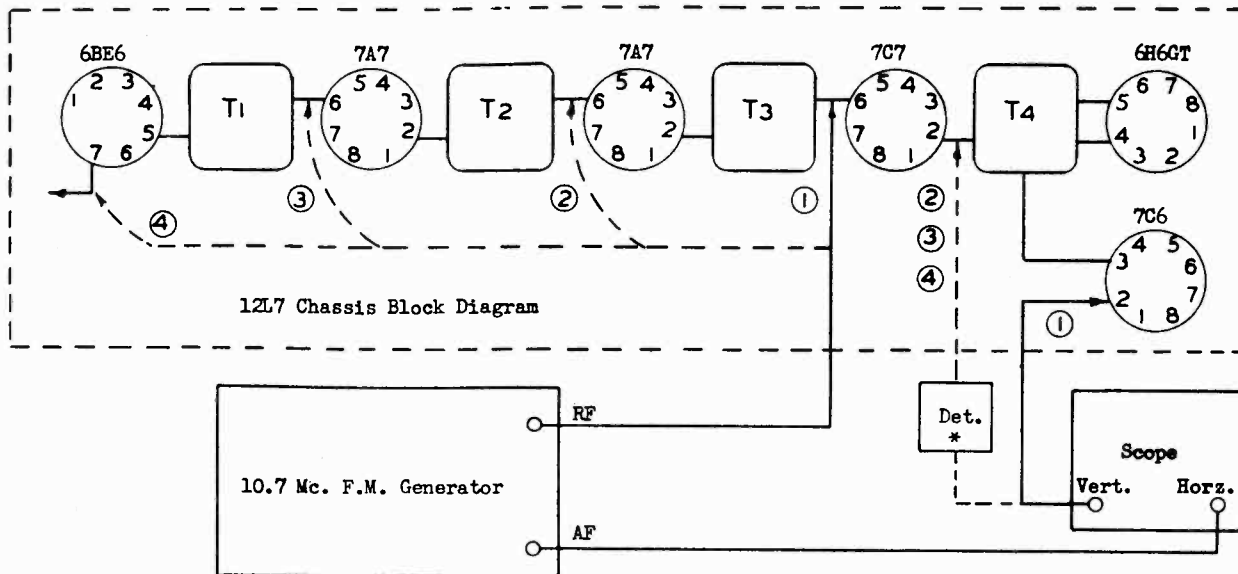 6BE6
7A7
7A7
7C7
6H6GT
1 2 3 4 5 6 7
T1
1 2 3 4 5 6 7 8
T2
1 2 3 4 5 6 7 8
T3
1 2 3 4 5 6 7 8
T4
1 2 3 4 5 6 7 8
④
③
②
①
②
③
④
7C6
1 2 3 4 5 6 7 8
①
12L7 Chassis Block Diagram
RF
10.7 Mc. F.M. Generator
AF
Det.
*
Scope
Vert. Horz.